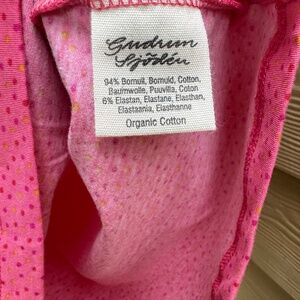 Gudrun
Sjödén
94% Bomull, Bomuld, Cotton,
Baumwolle, Puuvilla, Coton
6% Elastan, Elastane, Elasthan,
Elastaania, Elasthanne
Organic Cotton